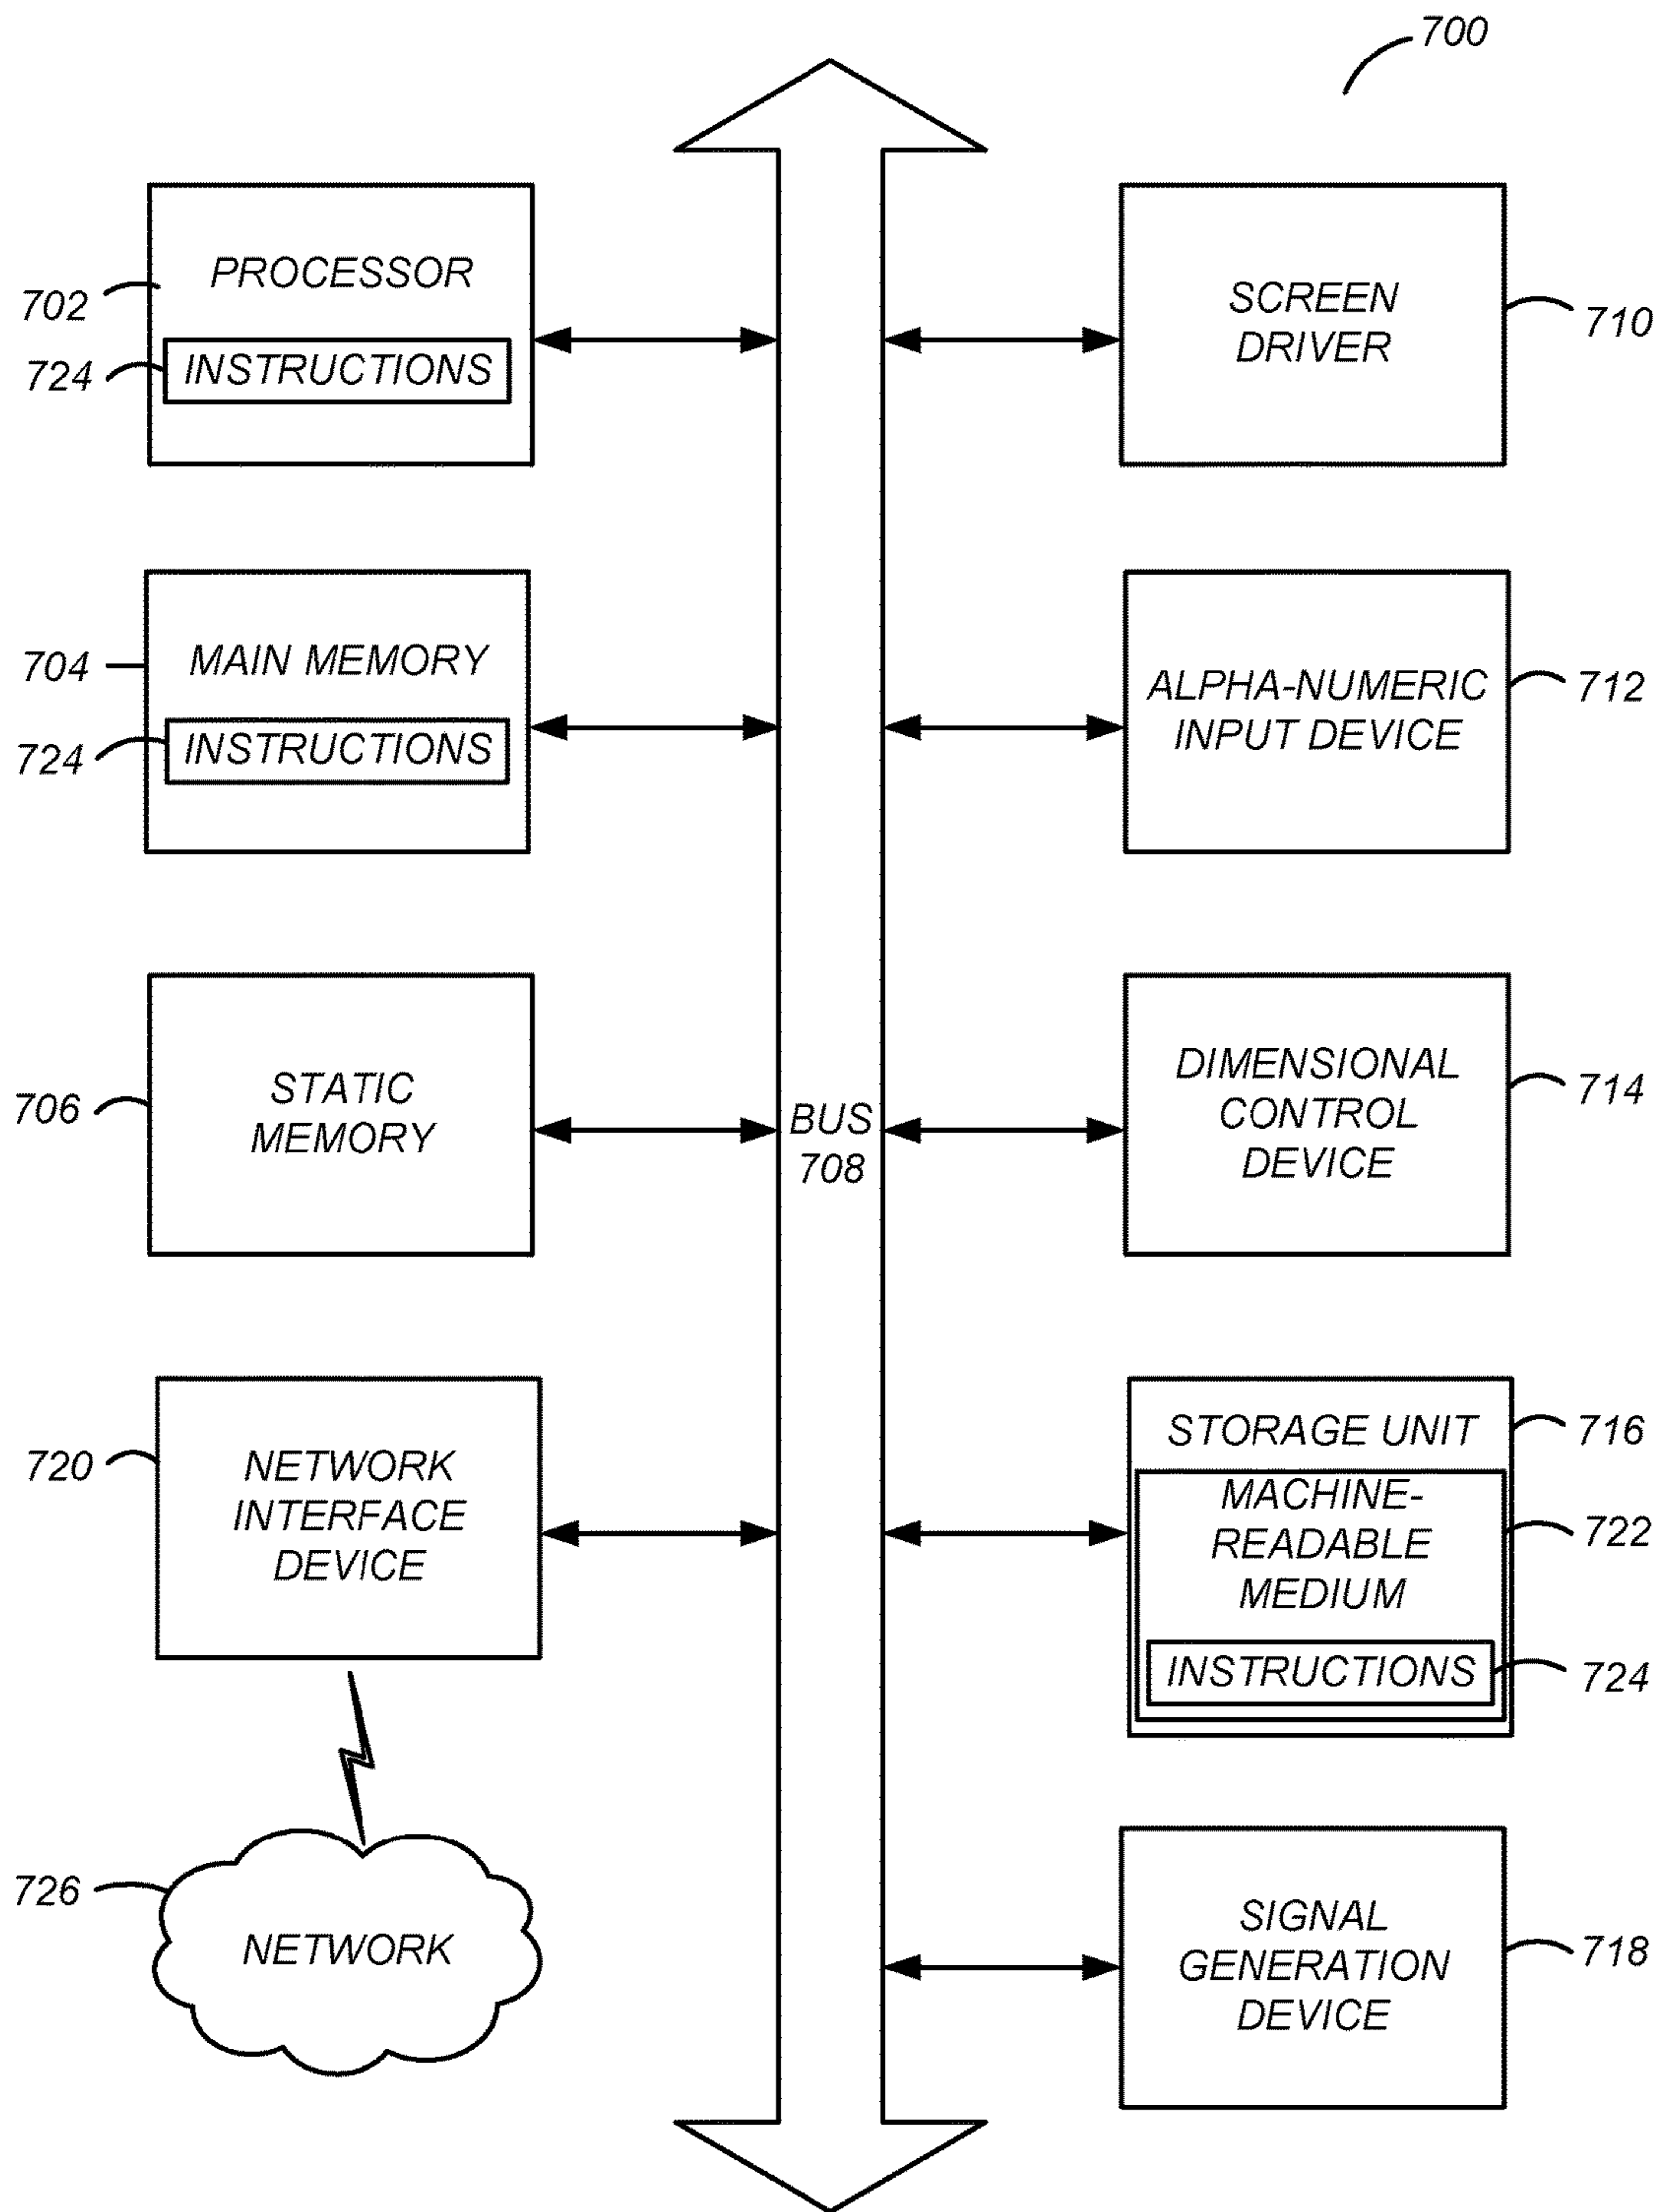 700
PROCESSOR
702
724
INSTRUCTIONS
SCREEN
DRIVER
710
MAIN MEMORY
704
724
INSTRUCTIONS
ALPHA-NUMERIC
INPUT DEVICE
712
STATIC
MEMORY
706
BUS
708
DIMENSIONAL
CONTROL
DEVICE
714
NETWORK
INTERFACE
DEVICE
720
STORAGE UNIT
716
MACHINE-
READABLE
MEDIUM
722
INSTRUCTIONS
724
726
NETWORK
SIGNAL
GENERATION
DEVICE
718